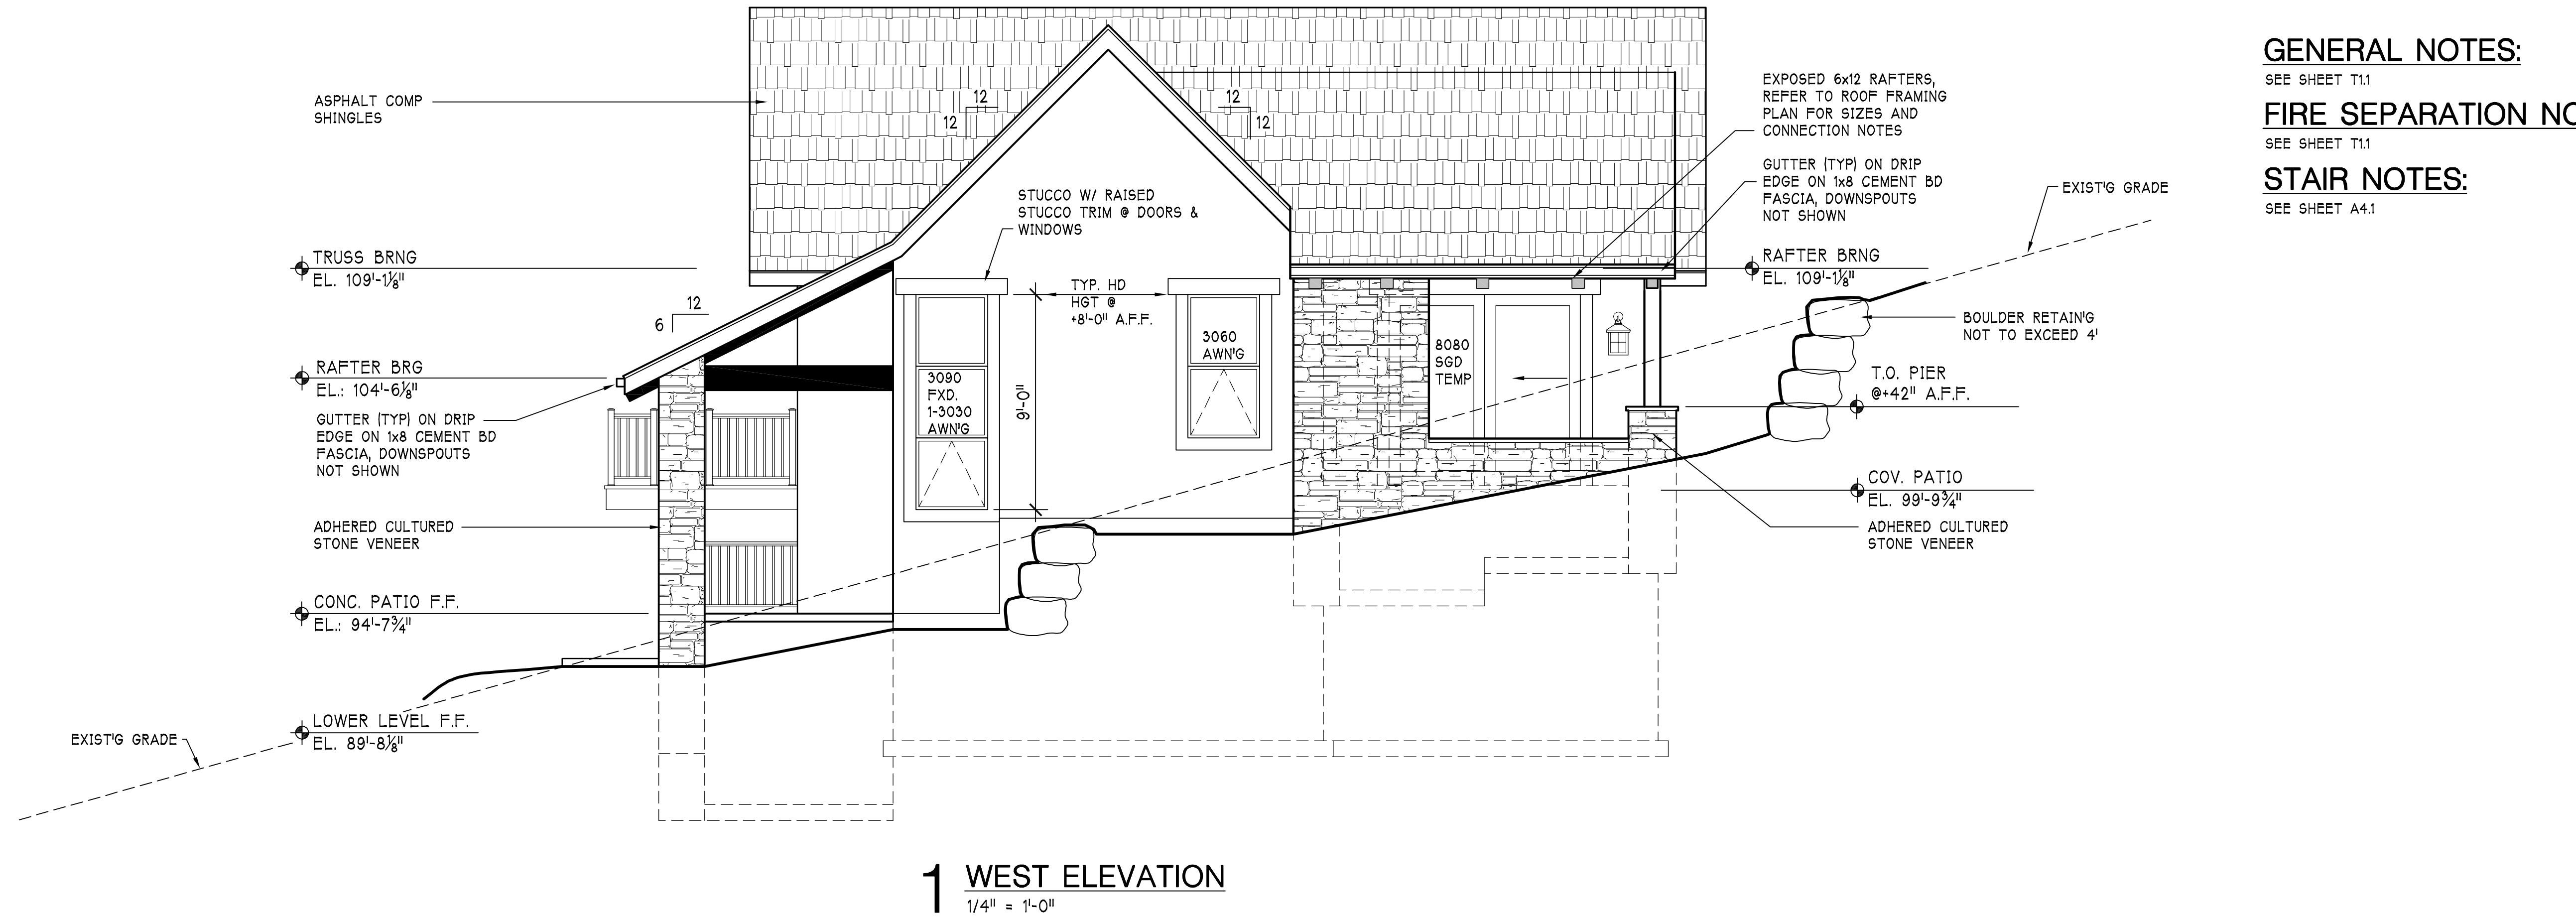 ASPHALT COMP
SHINGLES
TRUSS BRNG
EL. 109'-1⅛"
12
6
RAFTER BRG
EL.: 104'-6⅛"
GUTTER (TYP) ON DRIP
EDGE ON 1x8 CEMENT BD
FASCIA, DOWNSPOUTS
NOT SHOWN
ADHERED CULTURED
STONE VENEER
CONC. PATIO F.F.
EL.: 94'-7¾"
LOWER LEVEL F.F.
EL. 89'-8⅛"
EXIST'G GRADE
12
12
12
12
STUCCO W/ RAISED
STUCCO TRIM @ DOORS &
WINDOWS
TYP. HD
HGT @
+8'-0" A.F.F.
9'-0"
3090
FXD.
1-3030
AWN'G
3060
AWN'G
8080
SGD
TEMP
EXPOSED 6x12 RAFTERS,
REFER TO ROOF FRAMING
PLAN FOR SIZES AND
CONNECTION NOTES
GUTTER (TYP) ON DRIP
EDGE ON 1x8 CEMENT BD
FASCIA, DOWNSPOUTS
NOT SHOWN
RAFTER BRNG
EL. 109'-1⅛"
EXIST'G GRADE
BOULDER RETAIN'G
NOT TO EXCEED 4'
T.O. PIER
@+42" A.F.F.
COV. PATIO
EL. 99'-9¾"
ADHERED CULTURED
STONE VENEER
GENERAL NOTES:
SEE SHEET T1.1
FIRE SEPARATION
SEE SHEET T1.1
STAIR NOTES:
SEE SHEET A4.1
1 WEST ELEVATION
1/4" = 1'-0"